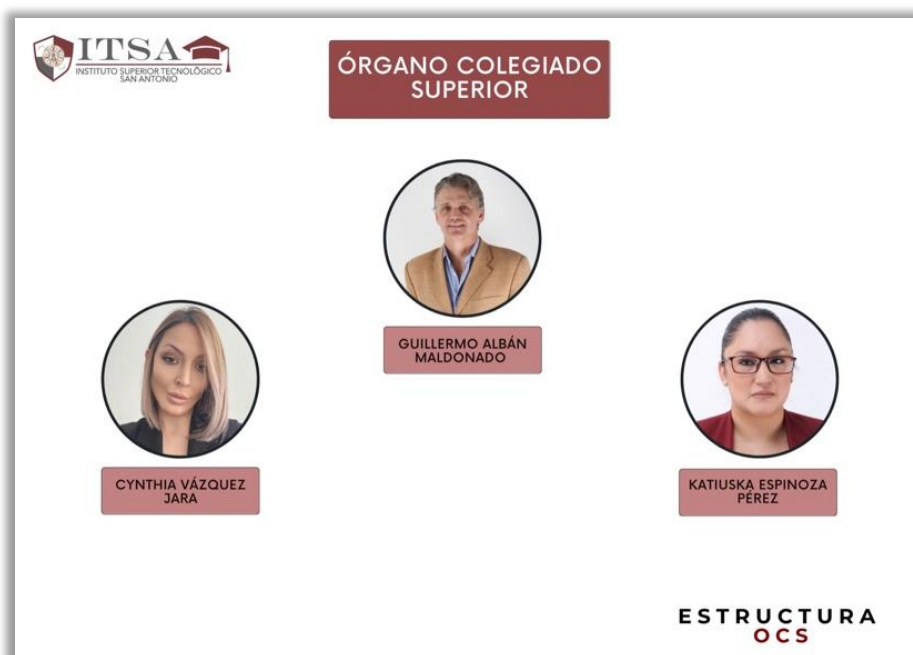 ITSA
INSTITUTO SUPERIOR TECNOLÓGICO
SAN ANTONIO
ÓRGANO COLEGIADO
SUPERIOR
GUILLERMO ALBÁN
MALDONADO
CYNTHIA VÁZQUEZ
JARA
KATIUSKA ESPINOZA
PÉREZ
ESTRUCTURA
OCS